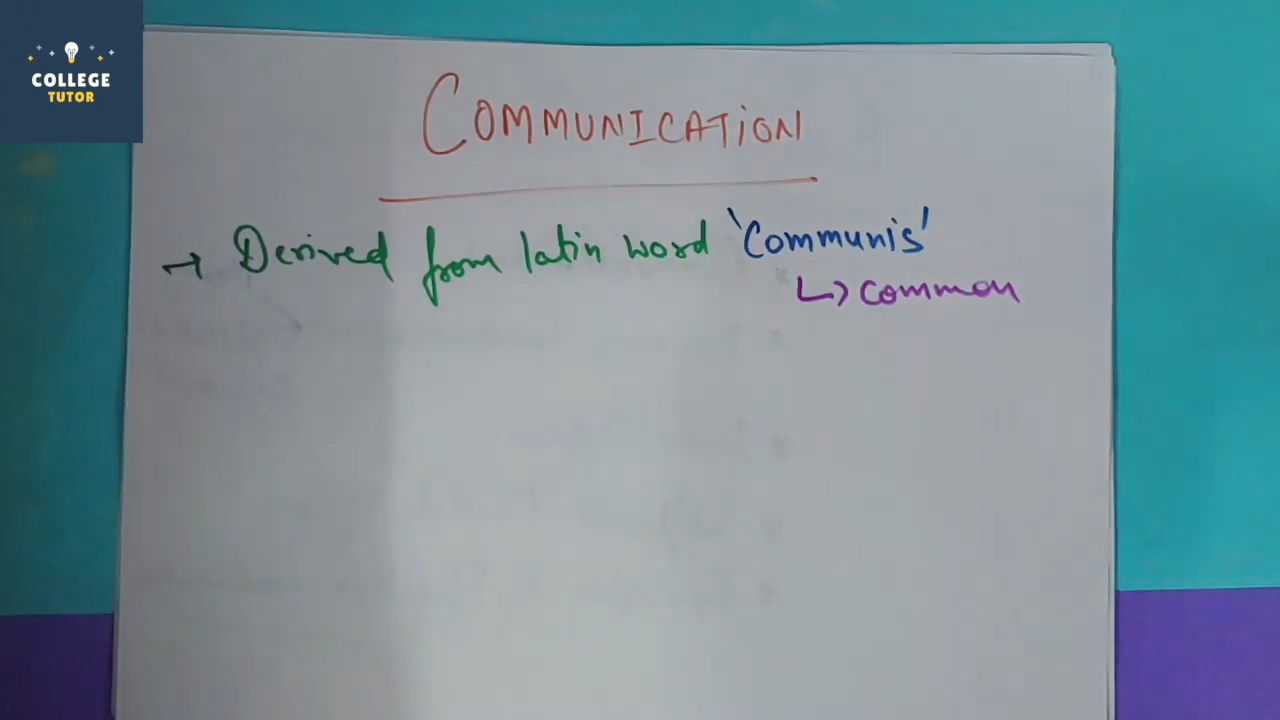 COLLEGE
TUTOR
COMMUNICATiON
→ Derived from latin word 'Communis'
↳ common